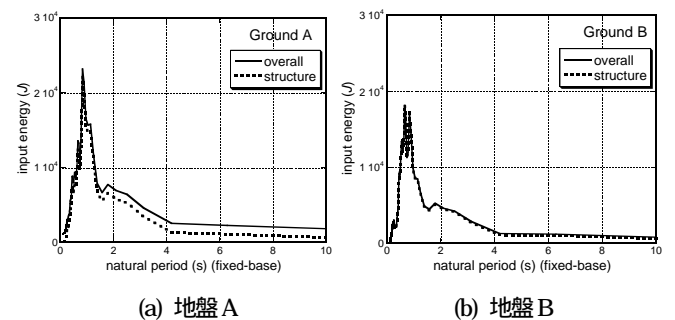 3 10⁴
2 10⁴
1 10⁴
0
0 2 4 6 8 10
input energy (J)
natural period (s) (fixed-base)
Ground A
overall
structure
(a) 地盤A
3 10⁴
2 10⁴
1 10⁴
0
0 2 4 6 8 10
input energy (J)
natural period (s) (fixed-base)
Ground B
overall
structure
(b) 地盤B